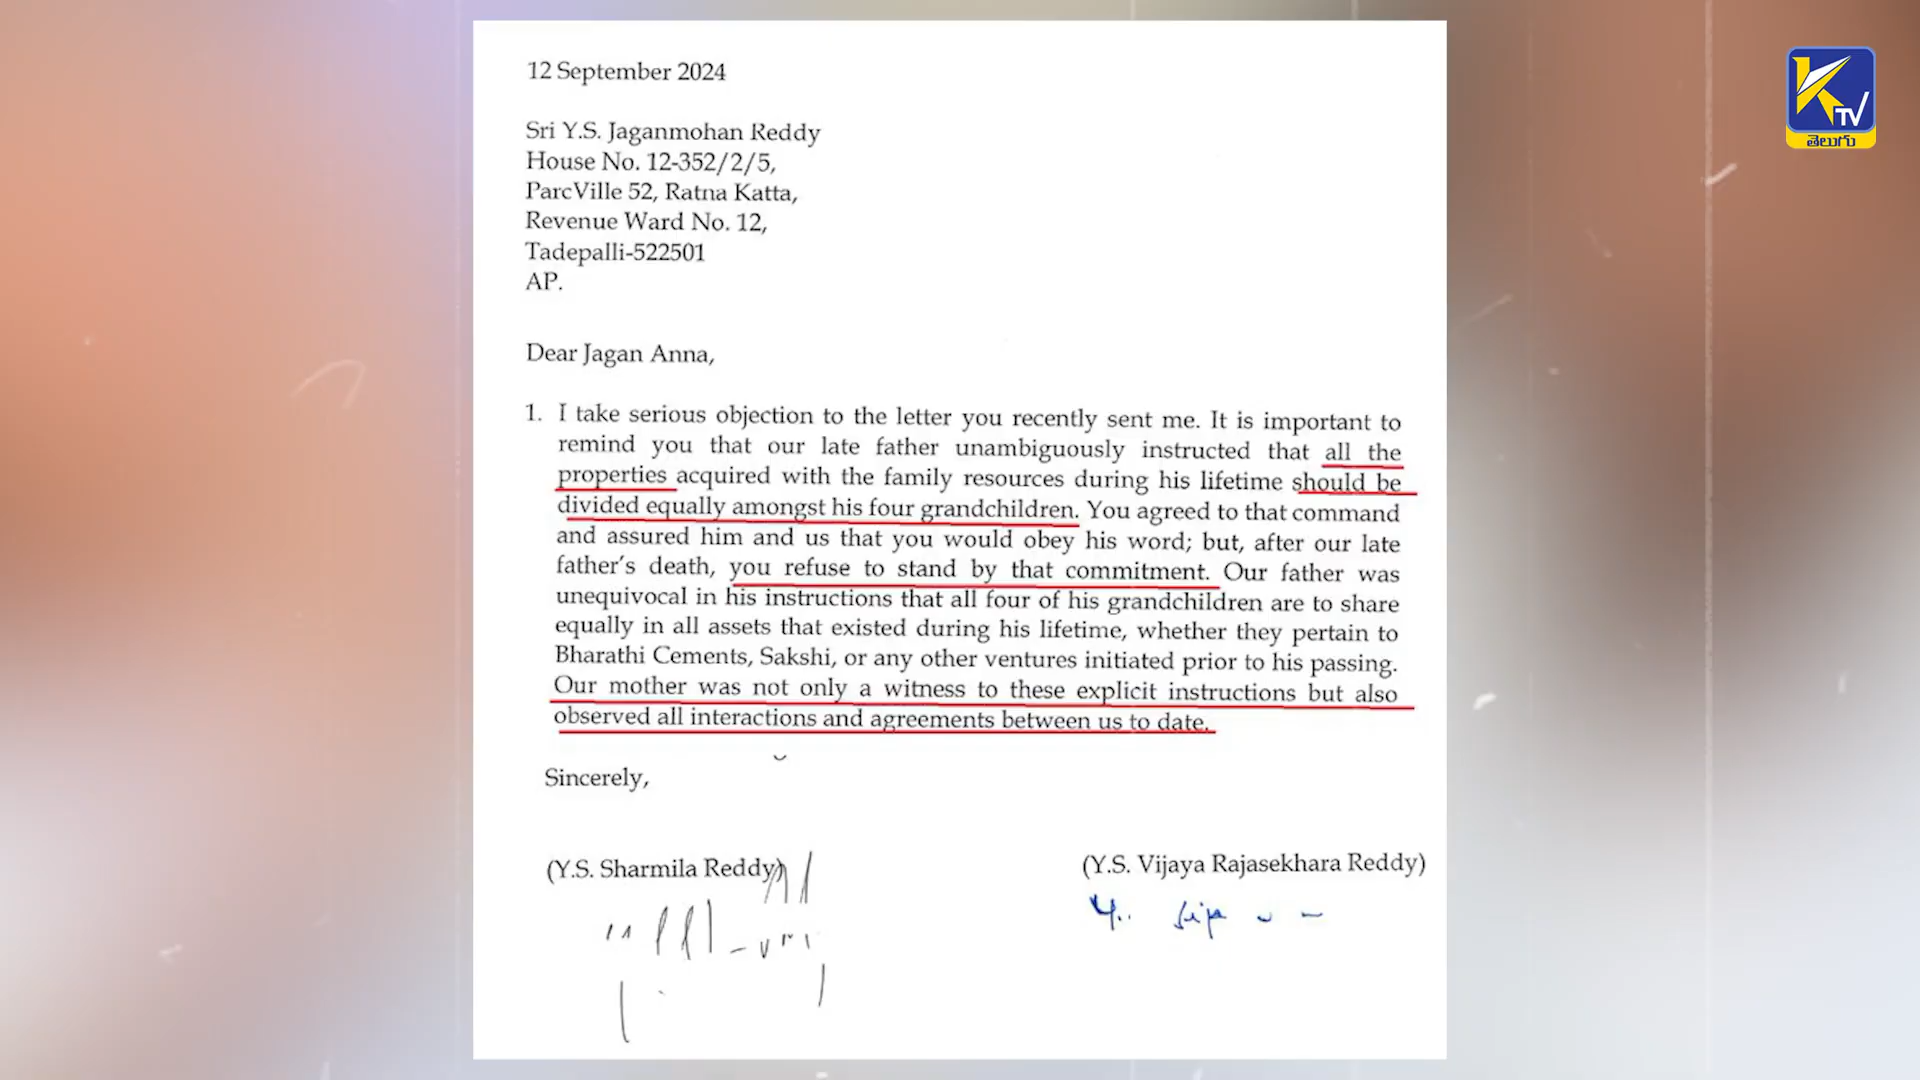 12 September 2024
Sri Y.S. Jaganmohan Reddy
House No. 12-352/2/5,
ParcVille 52, Ratna Katta,
Revenue Ward No. 12,
Tadepalli-522501
AP.
Dear Jagan Anna,
1. I take serious objection to the letter you recently sent me. It is important to
remind you that our late father unambiguously instructed that all the
properties acquired with the family resources during his lifetime should be
divided equally amongst his four grandchildren. You agreed to that command
and assured him and us that you would obey his word; but, after our late
father's death, you refuse to stand by that commitment. Our father was
unequivocal in his instructions that all four of his grandchildren are to share
equally in all assets that existed during his lifetime, whether they pertain to
Bharathi Cements, Sakshi, or any other ventures initiated prior to his passing.
Our mother was not only a witness to these explicit instructions but also
observed all interactions and agreements between us to date.
Sincerely,
(Y.S. Sharmila Reddy)
(Y.S. Vijaya Rajasekhara Reddy)
K TV
తెలుగు